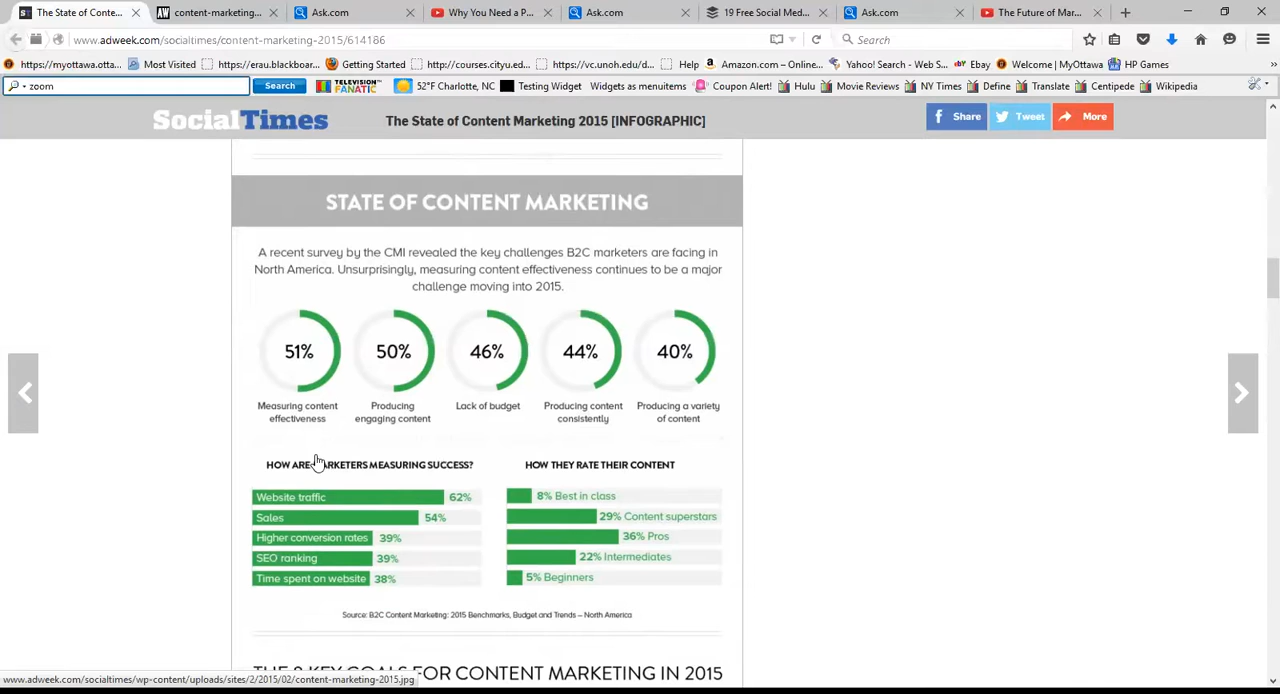 The State of Conte...
content-marketing...
Ask.com
Why You Need a P...
Ask.com
19 Free Social Med...
Ask.com
The Future of Mar...
www.adweek.com/socialtimes/content-marketing-2015/614186
Search
https://myottawa.otta...
Most Visited
https://erau.blackboar...
Getting Started
http://courses.cityu.ed...
https://vc.unoh.edu/d...
Help
Amazon.com – Online...
Yahoo! Search - Web S...
Ebay
Welcome | MyOttawa
HP Games
zoom
Search
TELEVISION FANATIC
52°F Charlotte, NC
Testing Widget
Widgets as menuitems
Coupon Alert!
Hulu
Movie Reviews
NY Times
Define
Translate
Centipede
Wikipedia
SocialTimes
The State of Content Marketing 2015 [INFOGRAPHIC]
Share
Tweet
More
STATE OF CONTENT MARKETING
A recent survey by the CMI revealed the key challenges B2C marketers are facing in
North America. Unsurprisingly, measuring content effectiveness continues to be a major
challenge moving into 2015.
51%
50%
46%
44%
40%
Measuring content
effectiveness
Producing
engaging content
Lack of budget
Producing content
consistently
Producing a variety
of content
HOW ARE MARKETERS MEASURING SUCCESS?
Website traffic 62%
Sales 54%
Higher conversion rates 39%
SEO ranking 39%
Time spent on website 38%
HOW THEY RATE THEIR CONTENT
8% Best in class
29% Content superstars
36% Pros
22% Intermediates
5% Beginners
Source: B2C Content Marketing: 2015 Benchmarks, Budget and Trends – North America
THE 8 KEY GOALS FOR CONTENT MARKETING IN 2015
www.adweek.com/socialtimes/wp-content/uploads/sites/2/2015/02/content-marketing-2015.jpg